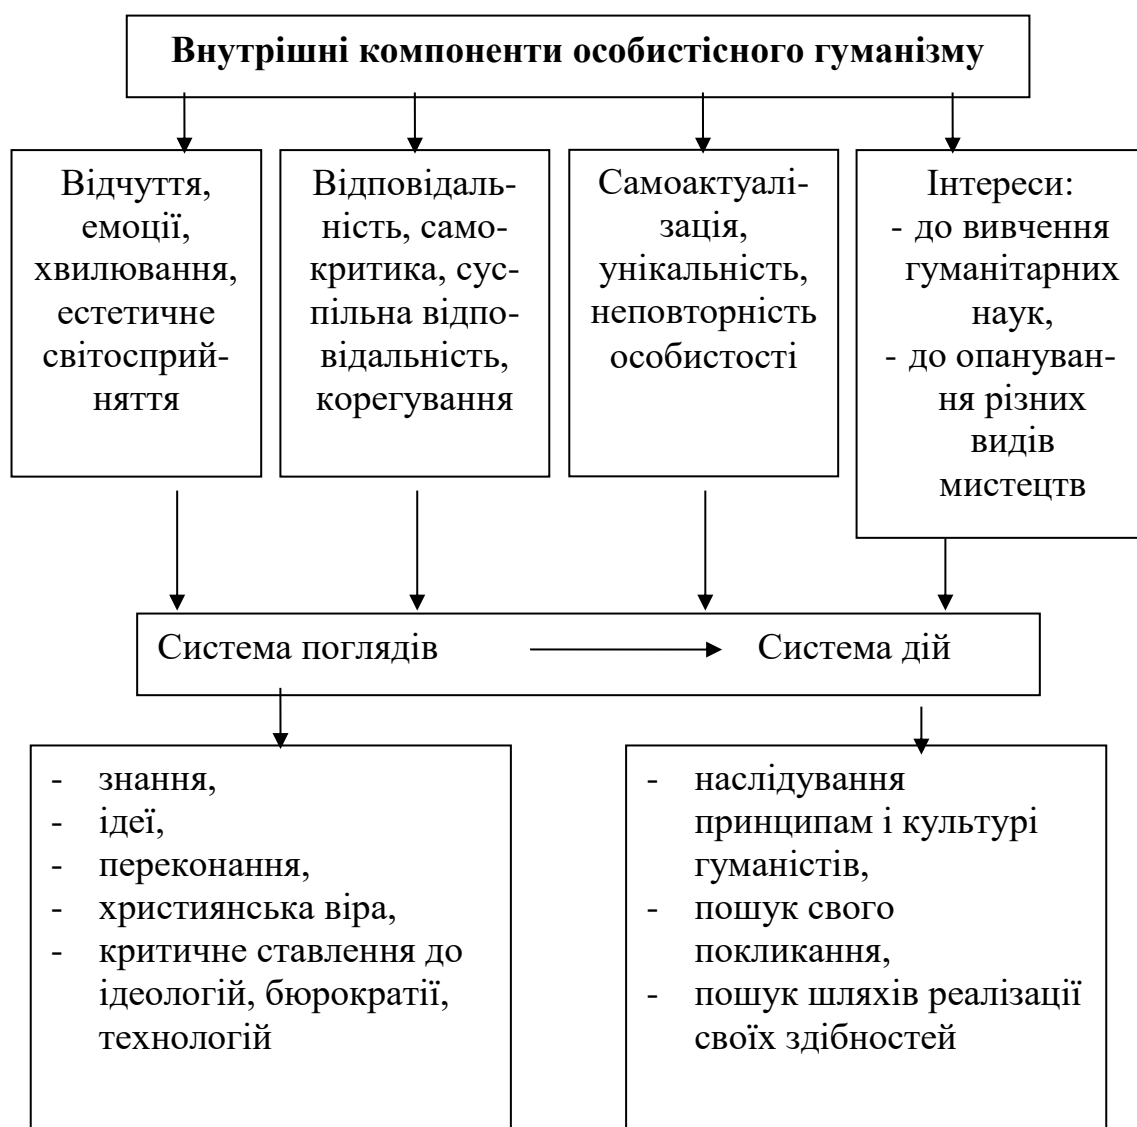 Внутрішні компоненти особистісного гуманізму
Відчуття,
емоції,
хвилювання,
естетичне
світосприй-
няття
Відповідаль-
ність, само-
критика, сус-
пільна відпо-
відальність,
корегування
Самоактуалі-
зація,
унікальність,
неповторність
особистості
Інтереси:
- до вивчення
гуманітарних
наук,
- до опануван-
ня різних
видів
мистецтв
Система поглядів
Система дій
- знання,
- ідеї,
- переконання,
- християнська віра,
- критичне ставлення до
ідеологій, бюрократії,
технологій
- наслідування
принципам і культурі
гуманістів,
- пошук свого
покликання,
- пошук шляхів реалізації
своїх здібностей